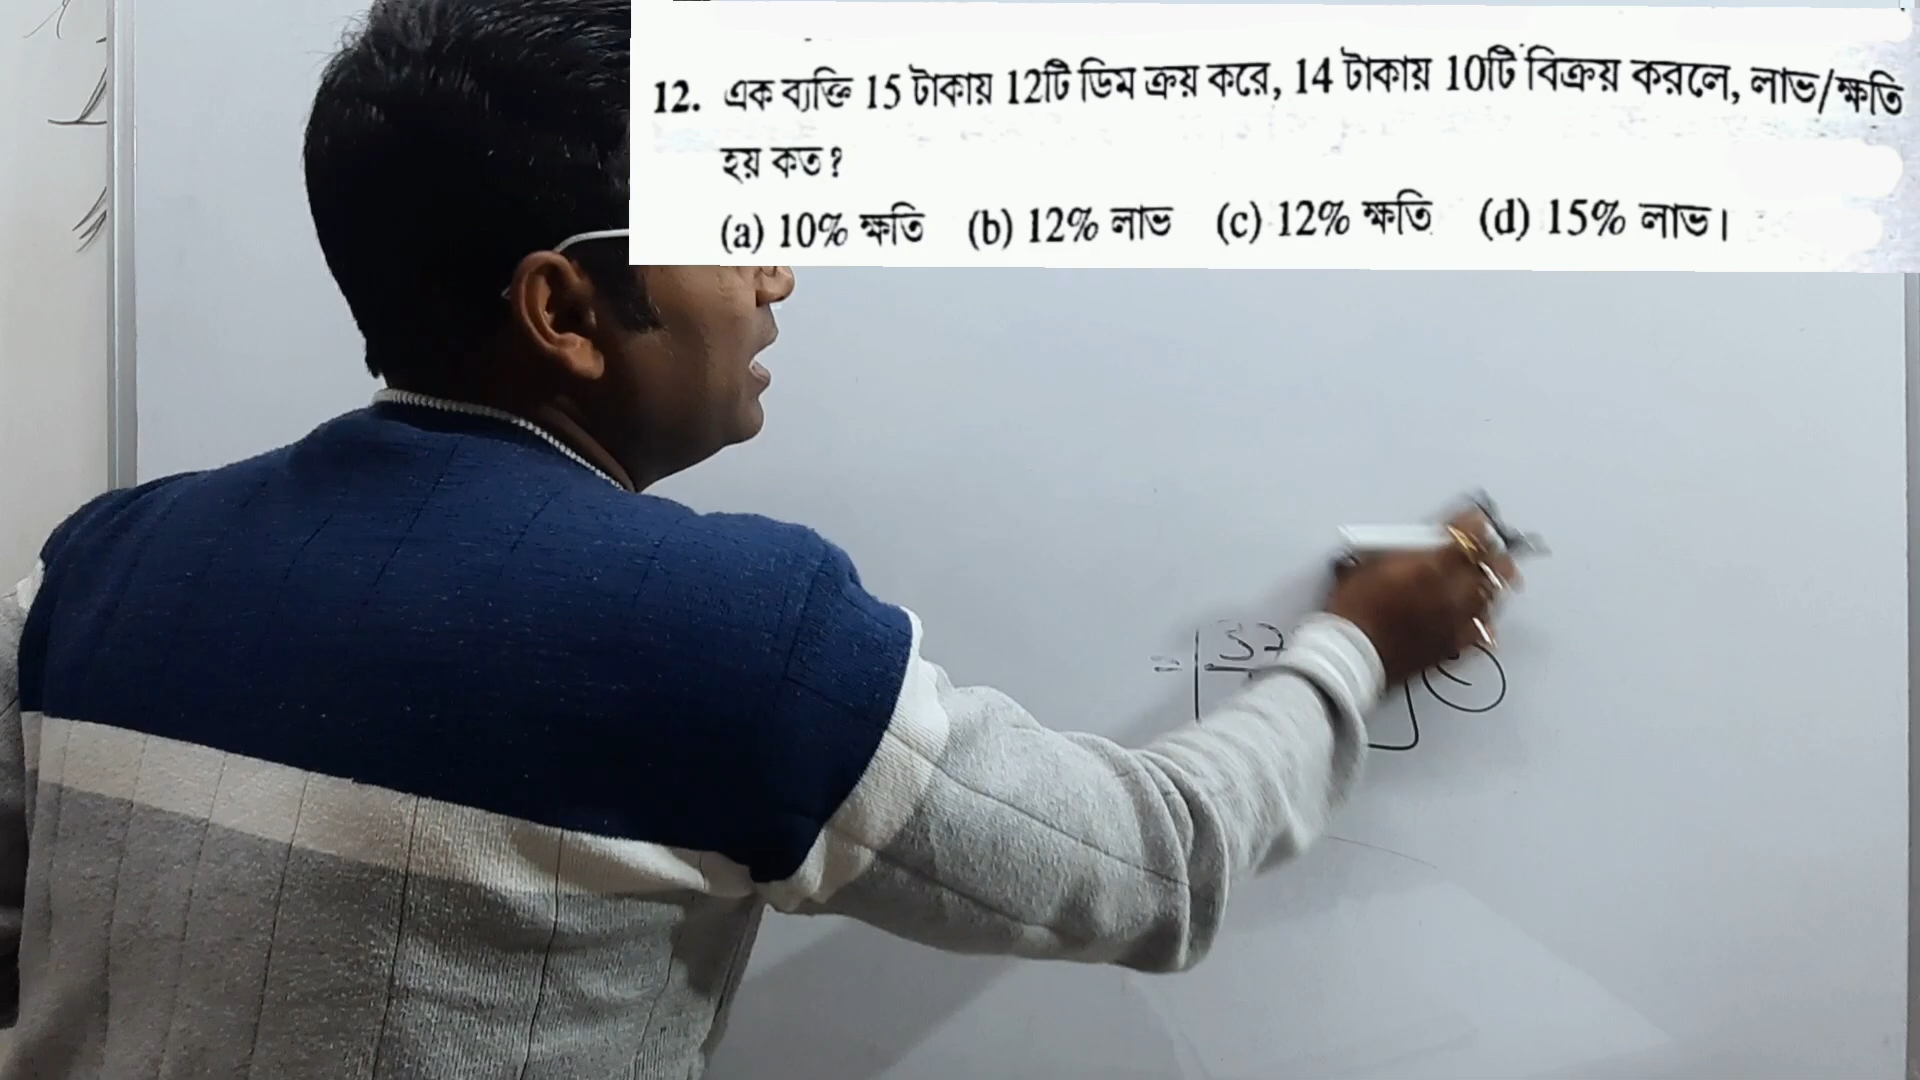 12. এক ব্যক্তি 15 টাকায় 12টি ডিম ক্রয় করে, 14 টাকায় 10টি বিক্রয় করলে, লাভ/ক্ষতি
হয় কত?
(a) 10% ক্ষতি (b) 12% লাভ (c) 12% ক্ষতি (d) 15% লাভ।
= 37